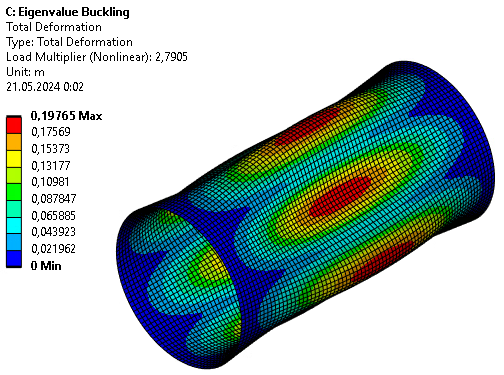 C: Eigenvalue Buckling
Total Deformation
Type: Total Deformation
Load Multiplier (Nonlinear): 2,7905
Unit: m
21.05.2024 0:02
0,19765 Max
0,17569
0,15373
0,13177
0,10981
0,087847
0,065885
0,043923
0,021962
0 Min